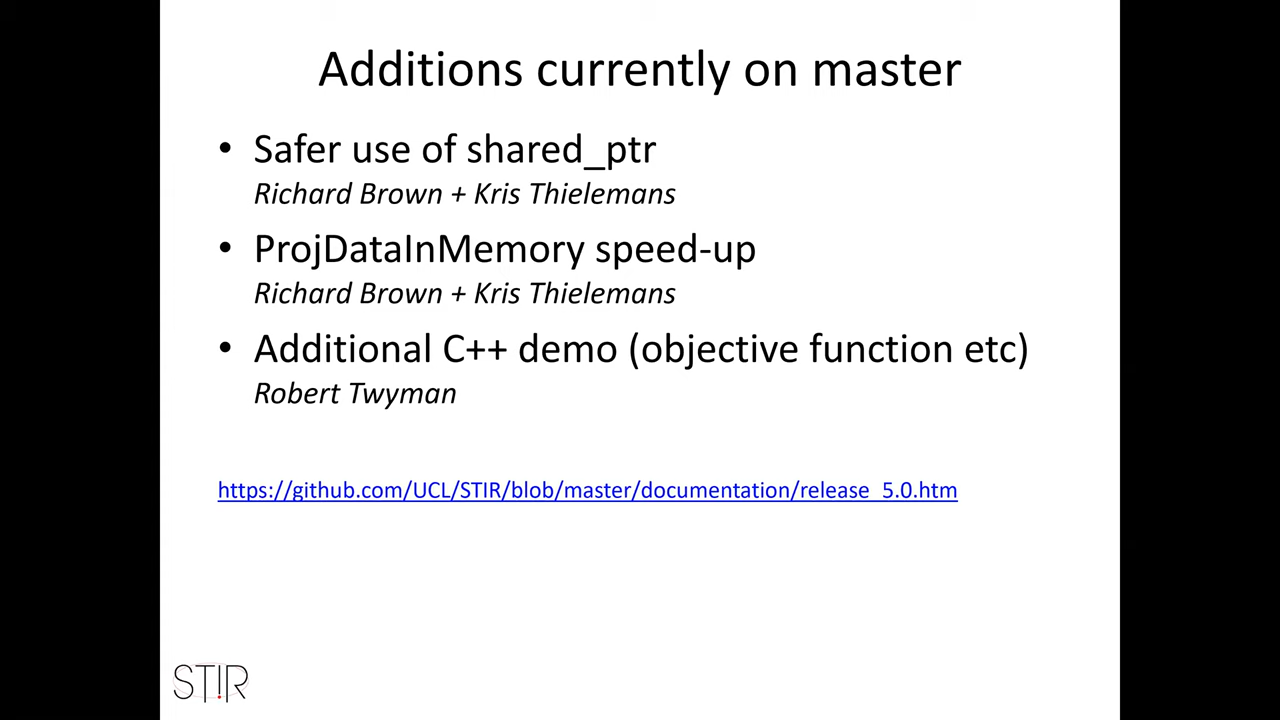 Additions currently on master
• Safer use of shared_ptr
Richard Brown + Kris Thielemans
• ProjDataInMemory speed-up
Richard Brown + Kris Thielemans
• Additional C++ demo (objective function etc)
Robert Twyman
https://github.com/UCL/STIR/blob/master/documentation/release_5.0.htm
STIR